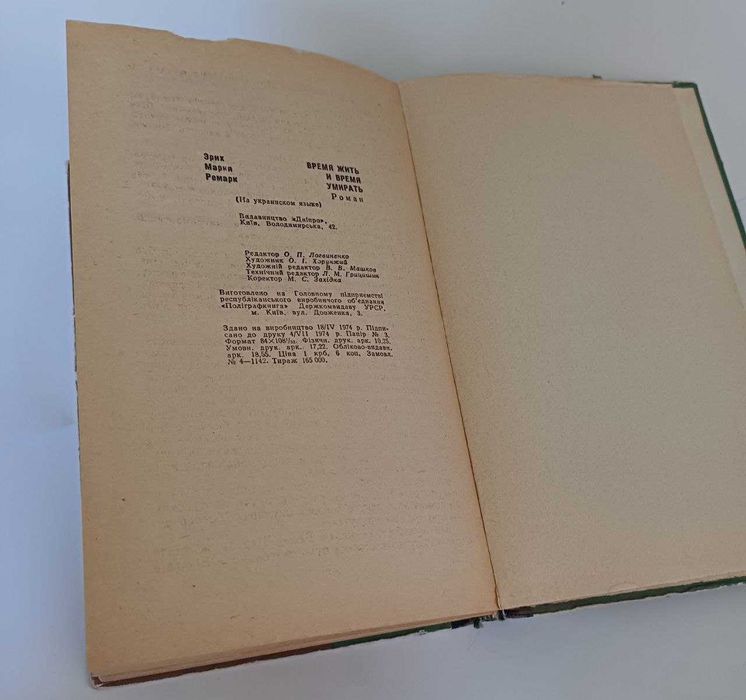 Эрих
Мария
Ремарк
ВРЕМЯ ЖИТЬ
И ВРЕМЯ
УМИРАТЬ
Роман
(На украинском языке)
Видавництво «Дніпро»,
Київ, Володимирська, 42.
Редактор О. П. Логвиненко
Художник О. І. Хоружий
Художній редактор В. В. Машков
Технічний редактор Л. М. Грицишин
Коректор М. С. Західна
Виготовлено на Головному підприємстві
республіканського виробничого об'єднання
«Поліграфкнига» Держкомвидаву УРСР,
м. Київ, вул. Довженка, 3.
Здано на виробництво 18/IV 1974 р. Підпи-
сано до друку 4/VII 1974 р. Папір № 3.
Формат 84×108¹/₃₂. Фізичн. друк. арк. 10,25.
Умовн. друк. арк. 17,22. Обліково-видавн.
арк. 18,55. Ціна 1 крб. 6 коп. Замовл.
№ 4—1142. Тираж 165 000.